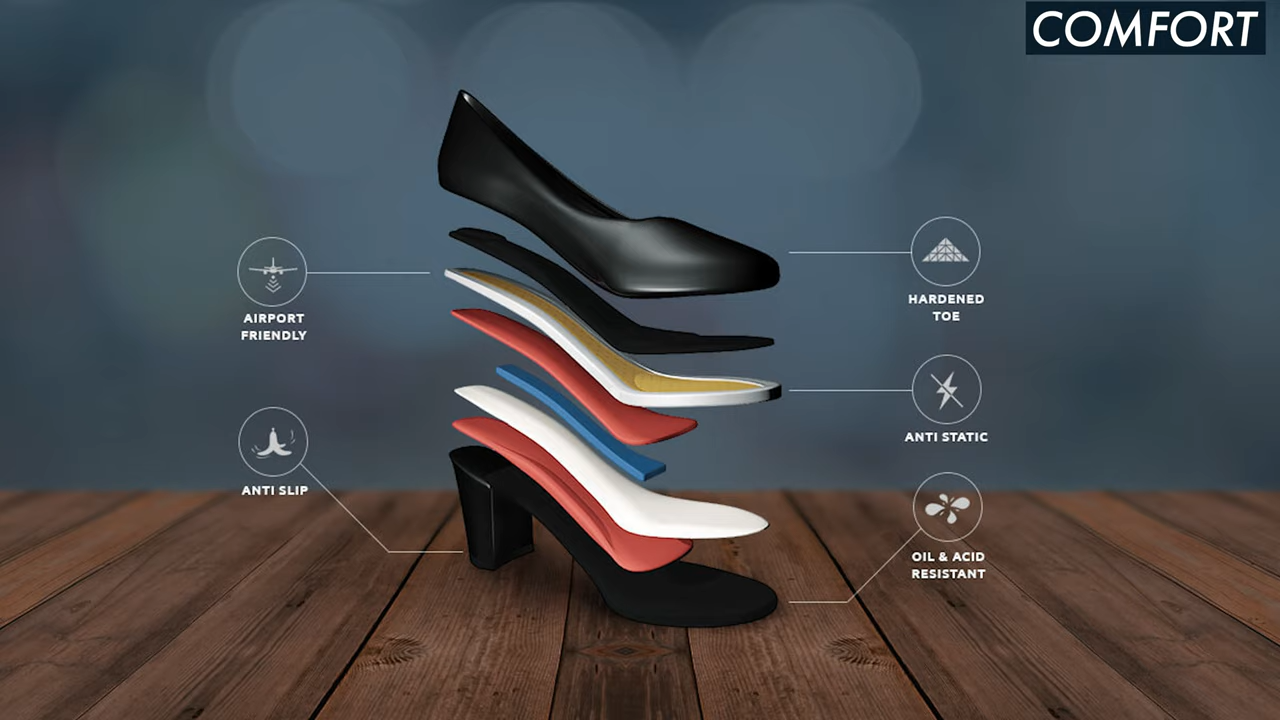 COMFORT
AIRPORT
FRIENDLY
HARDENED
TOE
ANTI STATIC
ANTI SLIP
OIL & ACID
RESISTANT